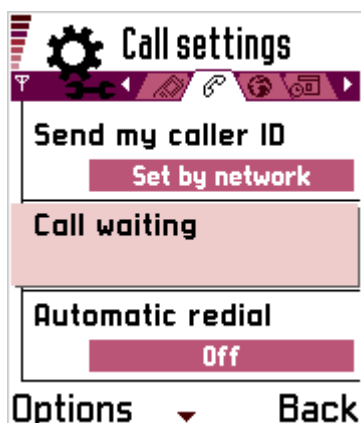 Call settings
Send my caller ID
Set by network
Call waiting
Automatic redial
Off
Options Back